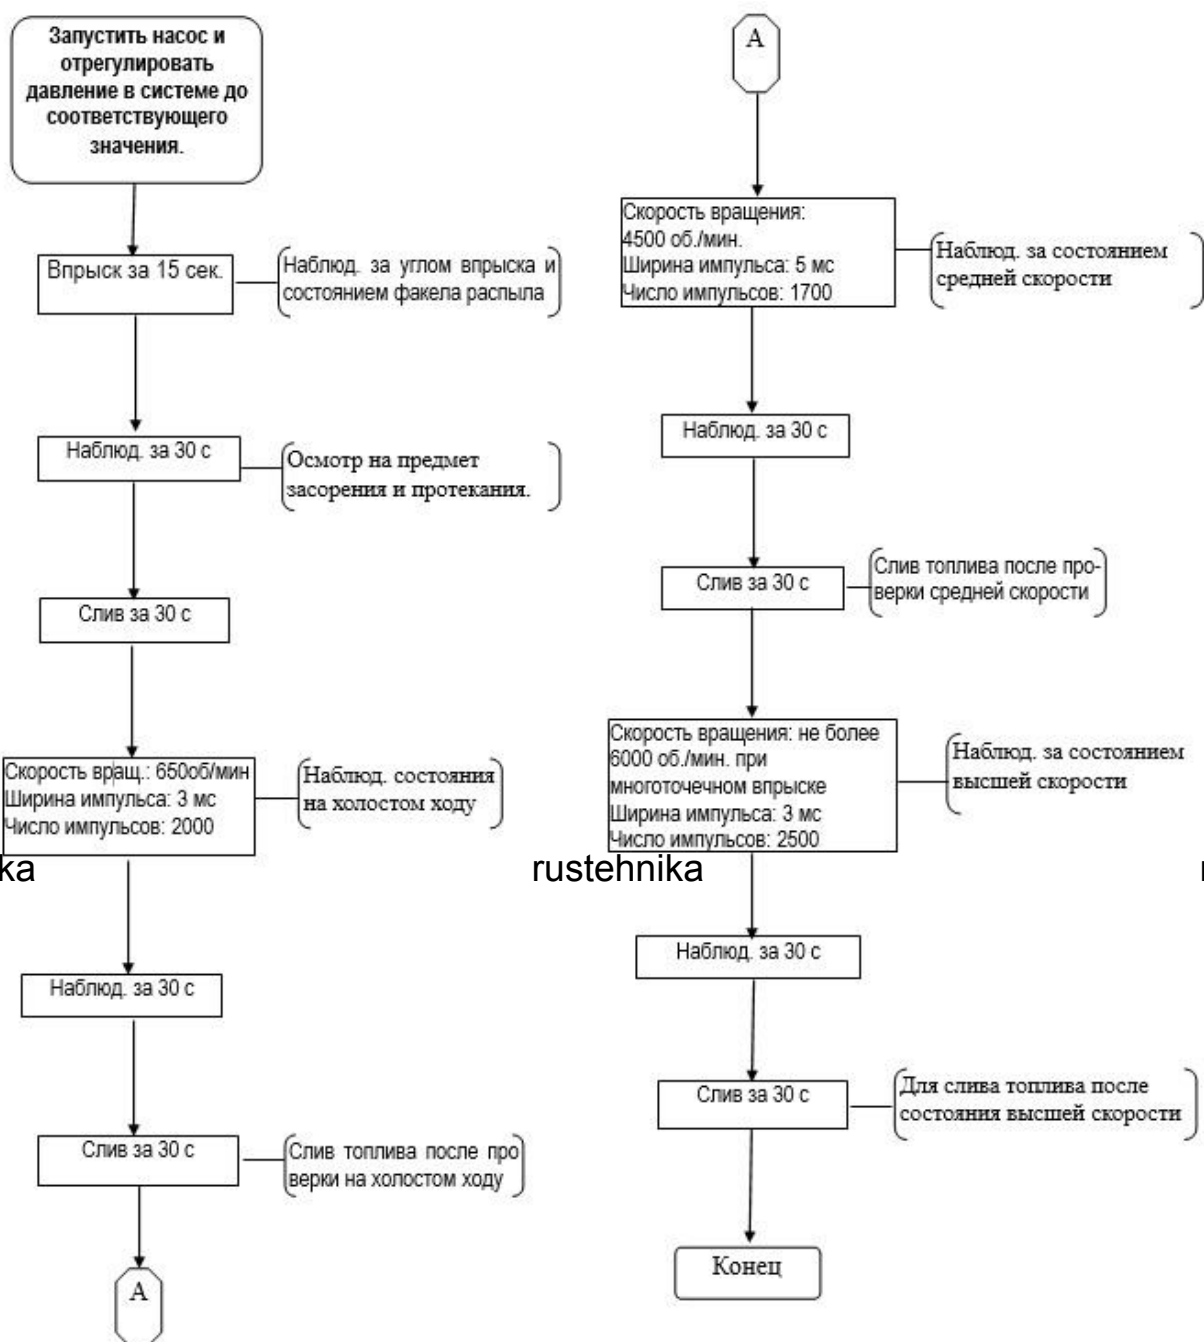 Запустить насос и
отрегулировать
давление в системе до
соответствующего
значения.
Впрыск за 15 сек.
Наблюд. за углом впрыска и
состоянием факела распыла
Наблюд. за 30 с
Осмотр на предмет
засорения и протекания.
Слив за 30 с
Скорость вращ.: 650об/мин
Ширина импульса: 3 мс
Число импульсов: 2000
Наблюд. состояния
на холостом ходу
Наблюд. за 30 с
Слив за 30 с
Слив топлива после про
верки на холостом ходу
А
А
Скорость вращения:
4500 об./мин.
Ширина импульса: 5 мс
Число импульсов: 1700
Наблюд. за состоянием
средней скорости
Наблюд. за 30 с
Слив за 30 с
Слив топлива после про-
верки средней скорости
Скорость вращения: не более
6000 об./мин. при
многоточечном впрыске
Ширина импульса: 3 мс
Число импульсов: 2500
Наблюд. за состоянием
высшей скорости
Наблюд. за 30 с
Слив за 30 с
Для слива топлива после
состояния высшей скорости
Конец
ka
rustehnika